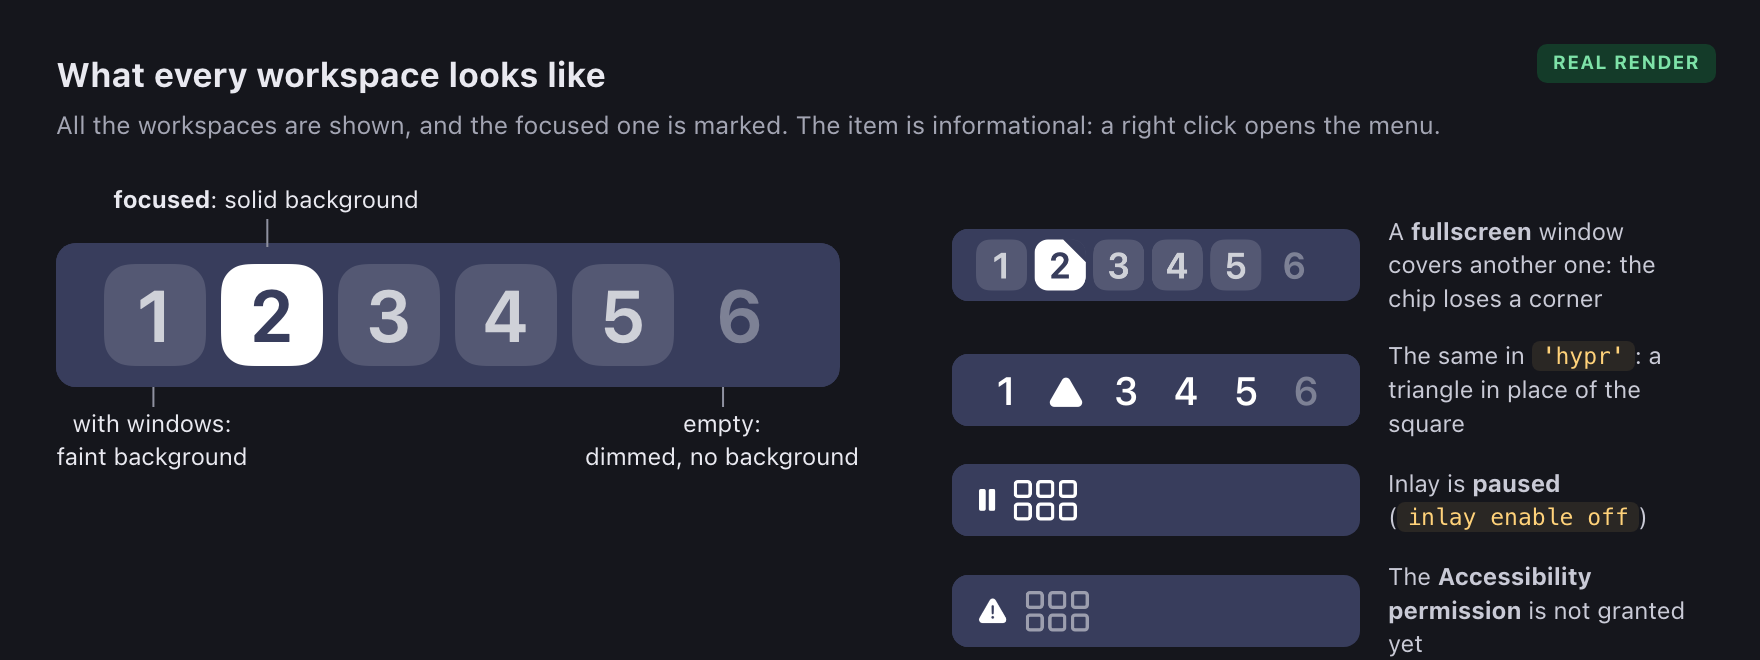 What every workspace looks like
REAL RENDER
All the workspaces are shown, and the focused one is marked. The item is informational: a right click opens the menu.
focused: solid background
1 2 3 4 5 6
with windows:
faint background
empty:
dimmed, no background
1 2 3 4 5 6
A fullscreen window
covers another one: the
chip loses a corner
1 3 4 5 6
The same in 'hypr': a
triangle in place of the
square
Inlay is paused
(inlay enable off)
The Accessibility
permission is not granted
yet